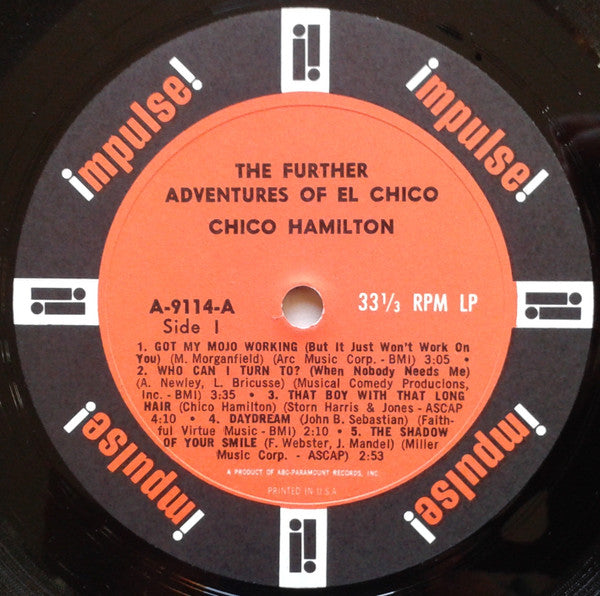 impulse!
impulse!
THE FURTHER
ADVENTURES OF EL CHICO
CHICO HAMILTON
A-9114-A
Side 1
33 1/3 RPM LP
1. GOT MY MOJO WORKING (But It Just Won't Work On
You) (M. Morganfield) (Arc Music Corp. - BMI) 3:05 •
2. WHO CAN I TURN TO? (When Nobody Needs Me)
(A. Newley, L. Bricusse) (Musical Comedy Producions,
Inc. - BMI) 3:35 • 3. THAT BOY WITH THAT LONG
HAIR (Chico Hamilton) (Storn Harris & Jones - ASCAP
4:10 • 4. DAYDREAM (John B. Sebastian) (Faith-
ful Virtue Music - BMI) 2:10 • 5. THE SHADOW
OF YOUR SMILE (F. Webster, J. Mandel) (Miller
Music Corp. - ASCAP) 2:53
A PRODUCT OF ABC-PARAMOUNT RECORDS, INC.
PRINTED IN U.S.A.
impulse!
impulse!